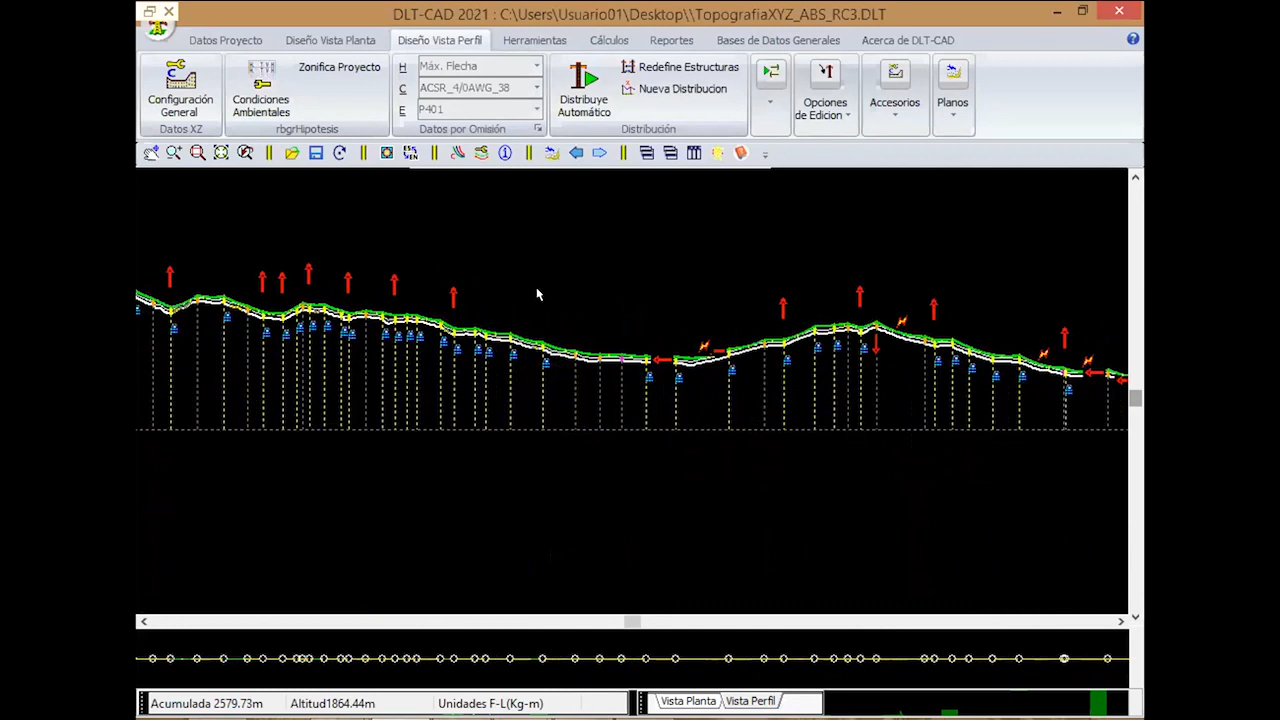 DLT-CAD 2021 : C:\Users\Usuario01\Desktop\\TopografiaXYZ_ABS_RC3.DLT
Datos Proyecto
Diseño Vista Planta
Diseño Vista Perfil
Herramientas
Cálculos
Reportes
Bases de Datos Generales
Acerca de DLT-CAD
Configuración
General
Datos XZ
Zonifica Proyecto
Condiciones
Ambientales
rbgrHipotesis
H Máx. Flecha
C ACSR_4/0AWG_38
E P401
Datos por Omisión
Distribuye
Automático
Redefine Estructuras
Nueva Distribucion
Distribución
Opciones
de Edicion
Accesorios
Planos
Acumulada 2579.73m
Altitud1864.44m
Unidades F-L(Kg-m)
Vista Planta
Vista Perfil